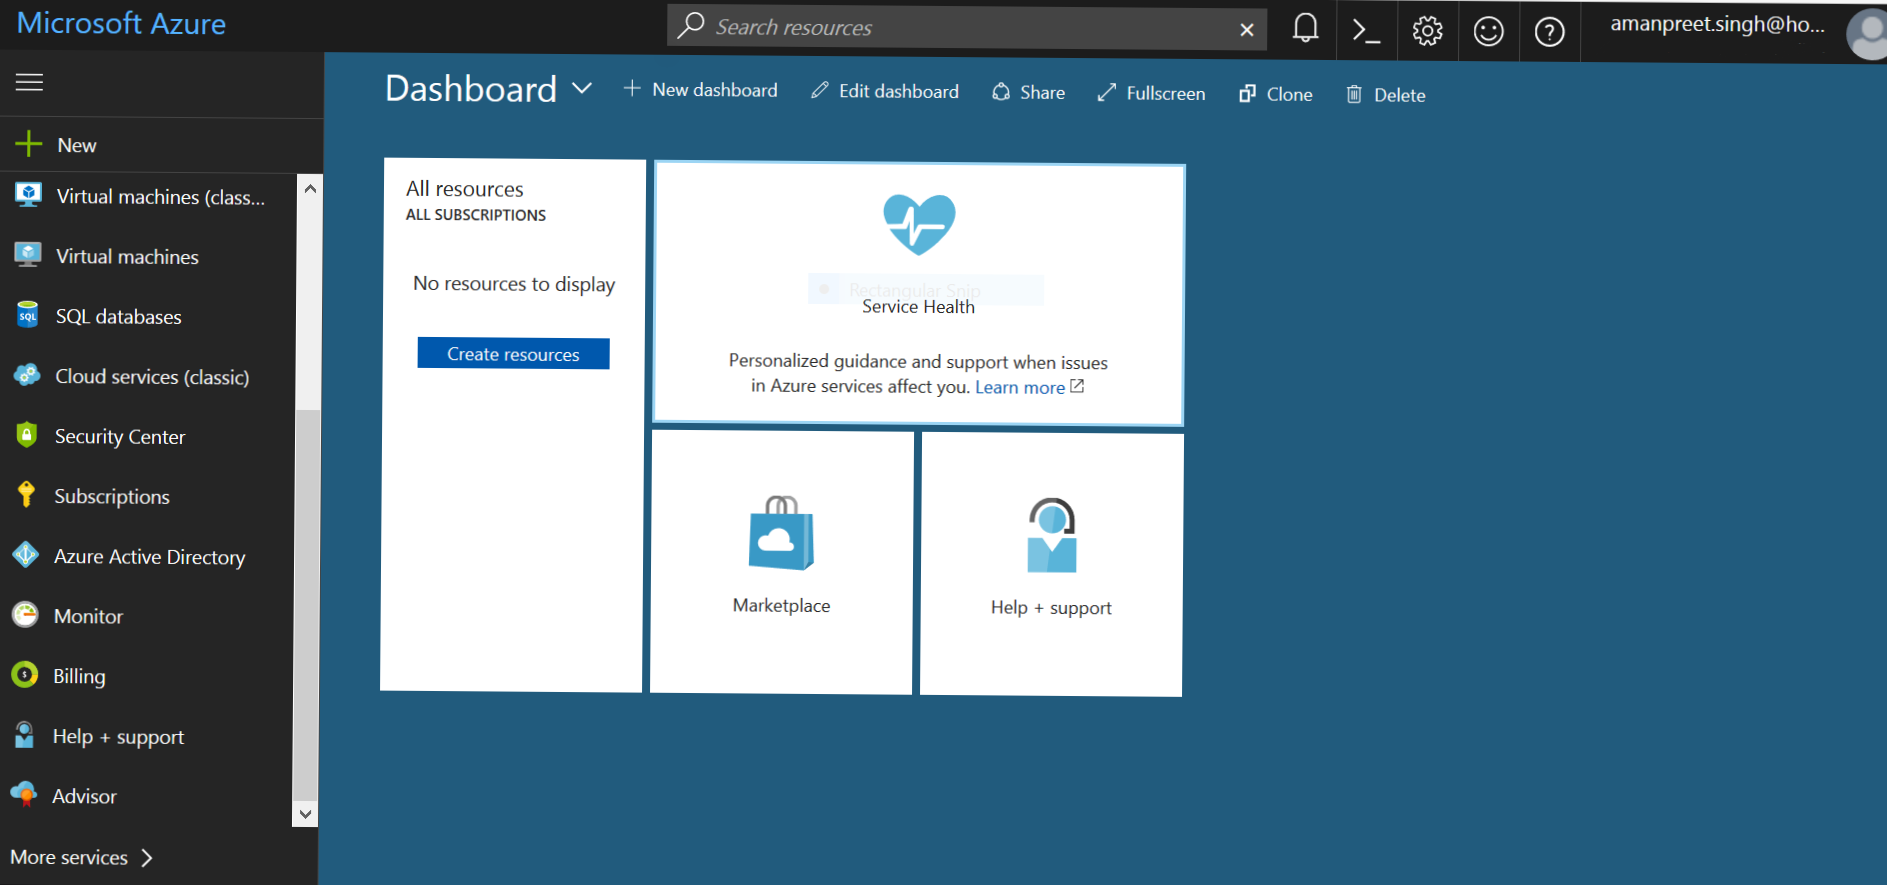 Microsoft Azure
Search resources
amanpreet.singh@ho...
Dashboard
New dashboard
Edit dashboard
Share
Fullscreen
Clone
Delete
New
Virtual machines (class...
Virtual machines
SQL databases
SQL
Cloud services (classic)
Security Center
Subscriptions
Azure Active Directory
Monitor
Billing
Help + support
Advisor
More services
All resources
ALL SUBSCRIPTIONS
No resources to display
Create resources
Rectangular Snip
Service Health
Personalized guidance and support when issues
in Azure services affect you. Learn more
Marketplace
Help + support